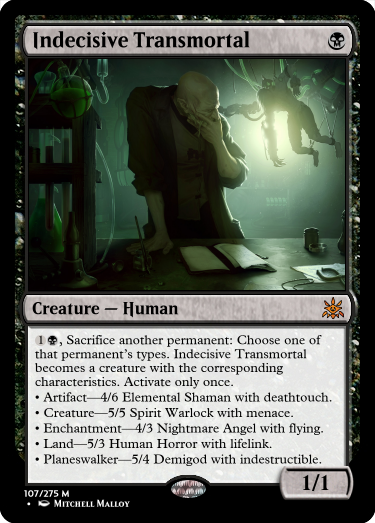 Indecisive Transmortal
Creature — Human
1, Sacrifice another permanent: Choose one of
that permanent's types. Indecisive Transmortal
becomes a creature with the corresponding
characteristics. Activate only once.
• Artifact—4/6 Elemental Shaman with deathtouch.
• Creature—5/5 Spirit Warlock with menace.
• Enchantment—4/3 Nightmare Angel with flying.
• Land—5/3 Human Horror with lifelink.
• Planeswalker—5/4 Demigod with indestructible.
1/1
107/275 M
• Mitchell Malloy